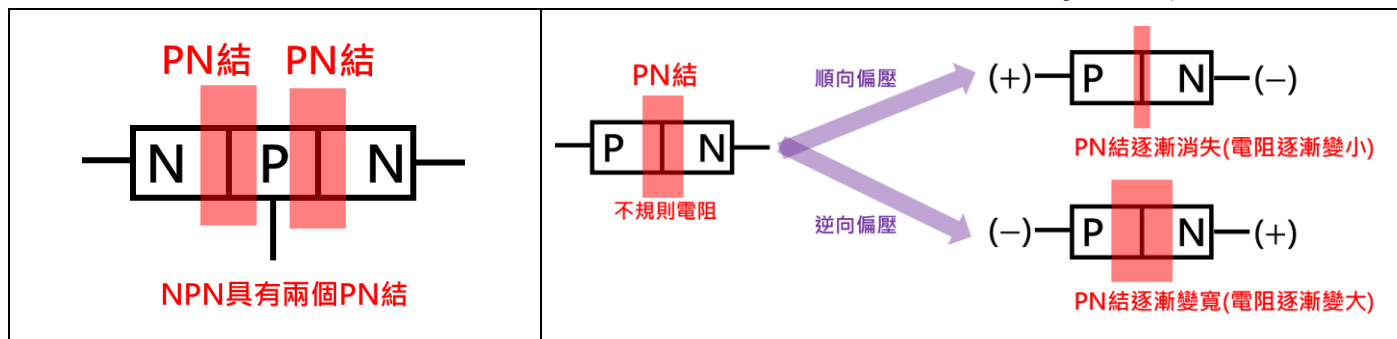 PN結 PN結
N P N
NPN具有兩個PN結
PN結
P N
不規則電阻
順向偏壓
逆向偏壓
(+) P N (−)
PN結逐漸消失(電阻逐漸變小)
(−) P N (+)
PN結逐漸變寬(電阻逐漸變大)